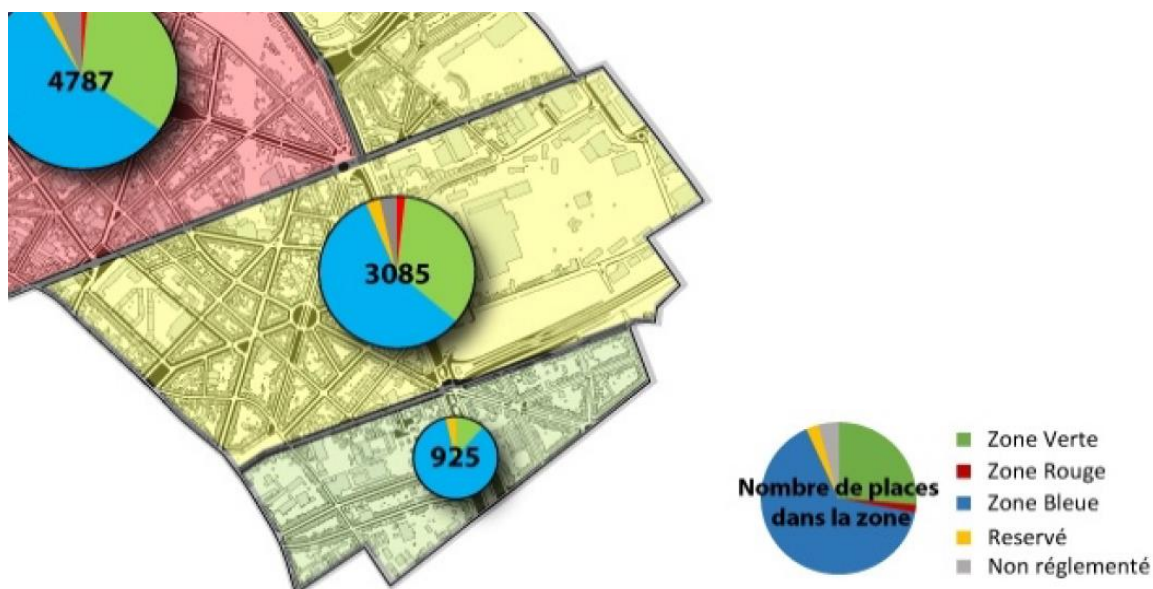 4787
3085
925
Nombre de places
dans la zone
Zone Verte
Zone Rouge
Zone Bleue
Reservé
Non réglementé